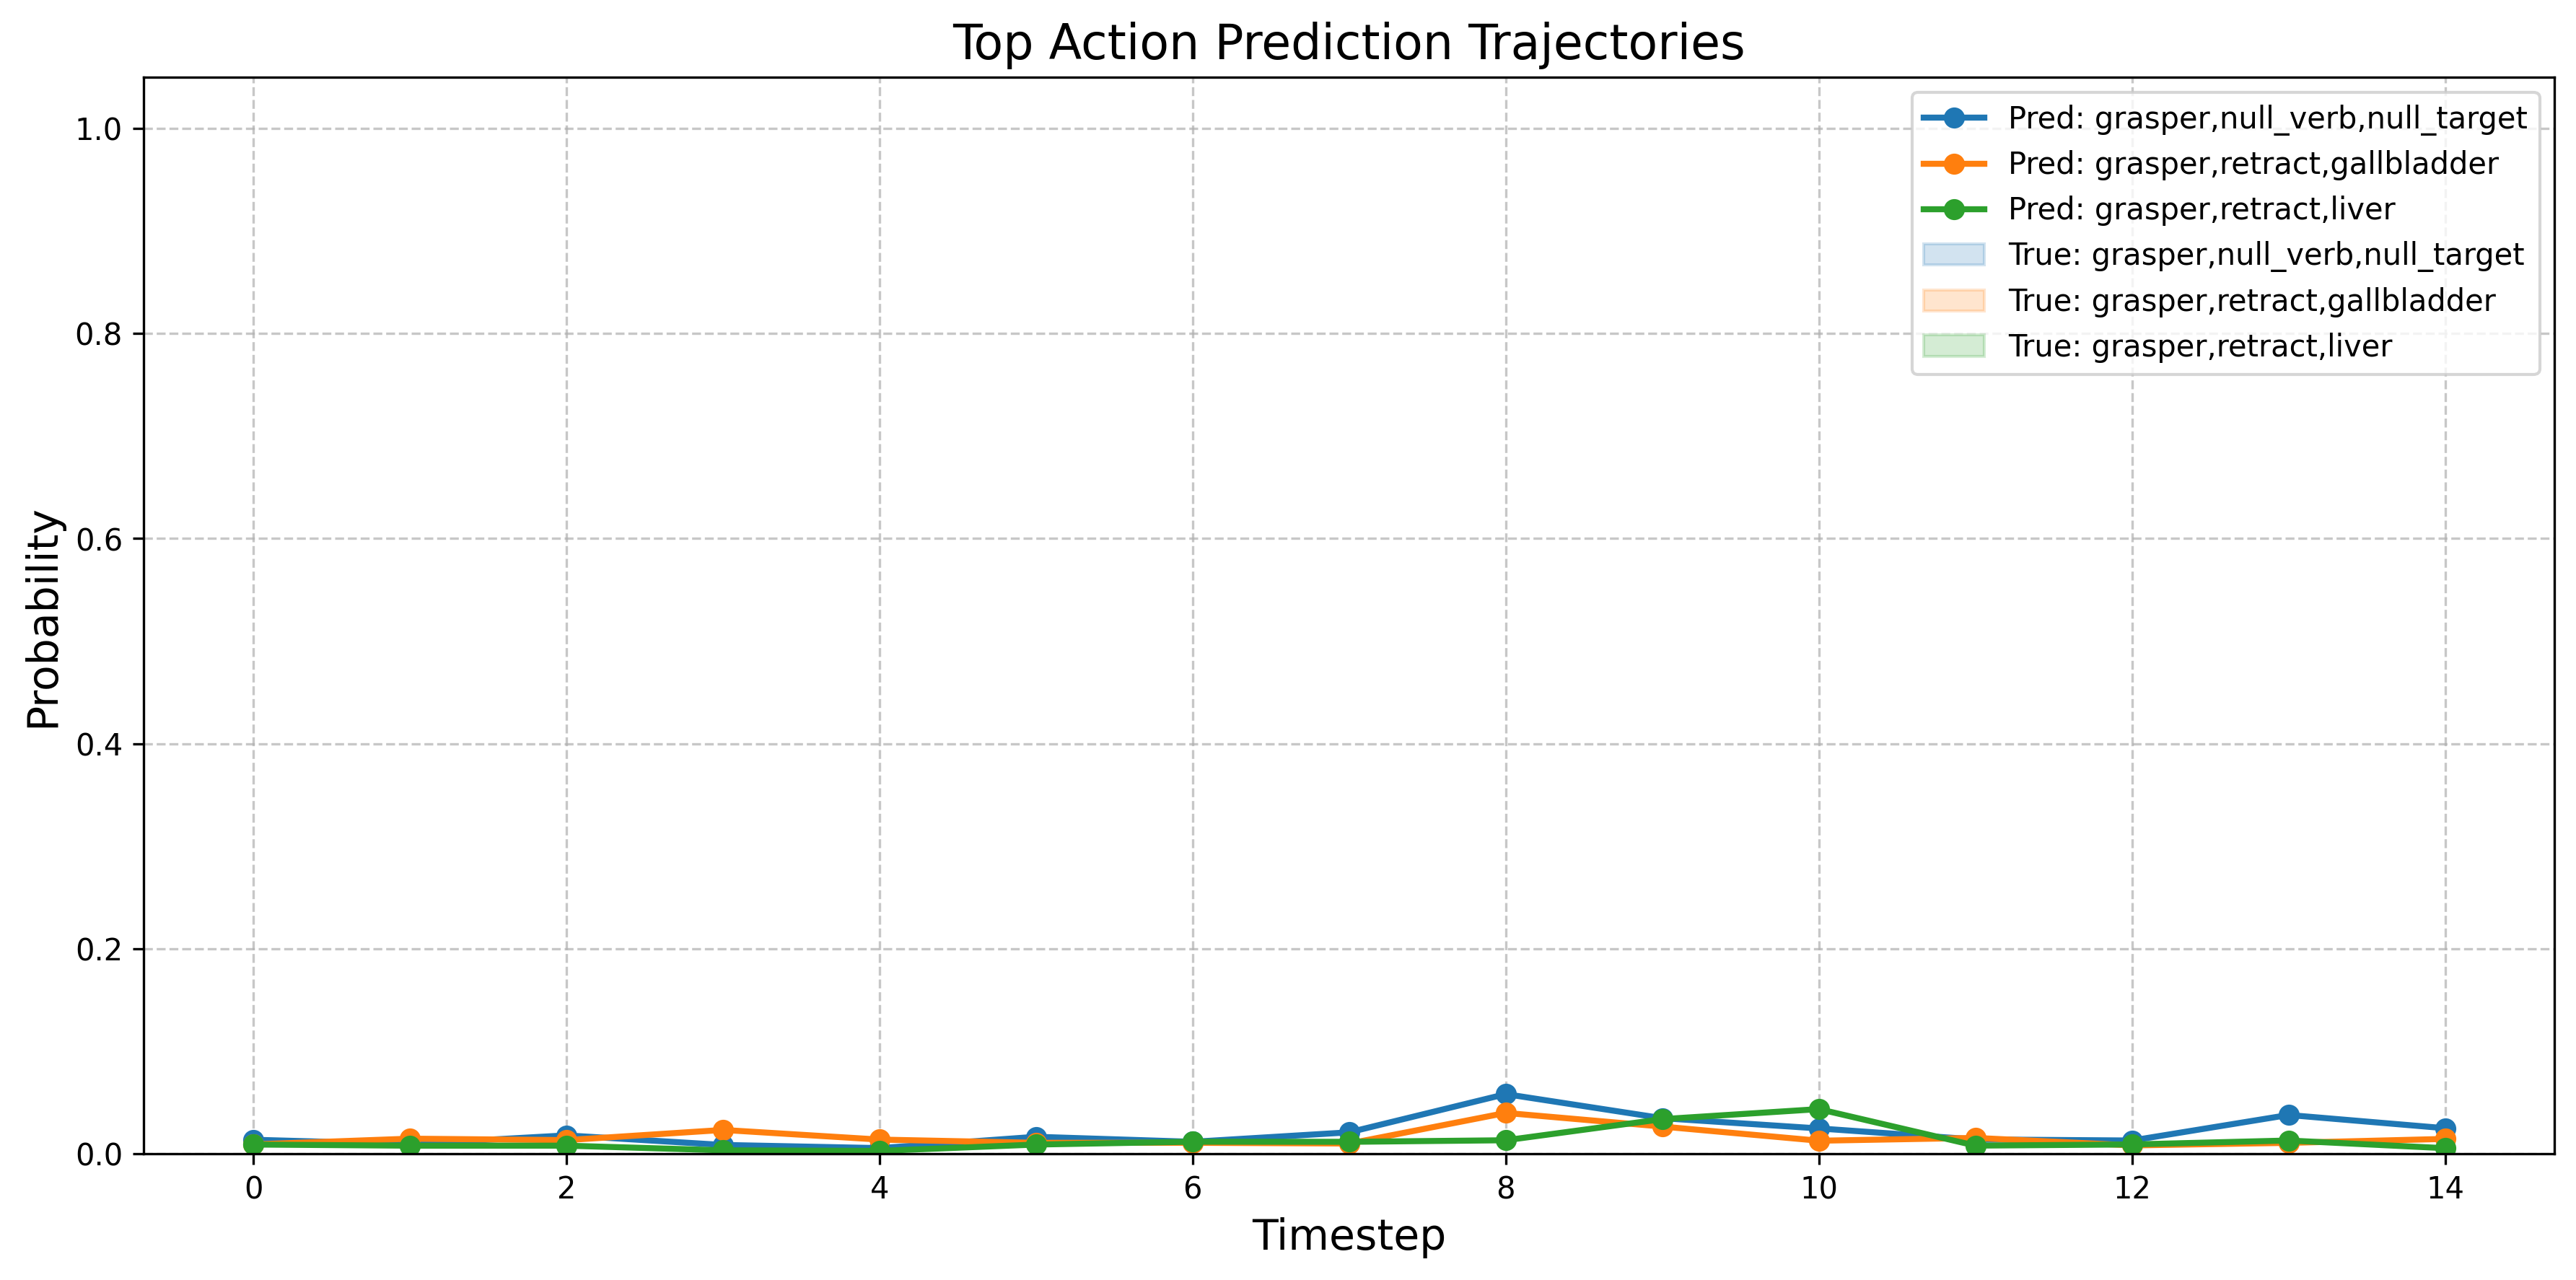 Top Action Prediction Trajectories
Probability
1.0
0.8
0.6
0.4
0.2
0.0
Pred: grasper,null_verb,null_target
Pred: grasper,retract,gallbladder
Pred: grasper,retract,liver
True: grasper,null_verb,null_target
True: grasper,retract,gallbladder
True: grasper,retract,liver
0 2 4 6 8 10 12 14
Timestep